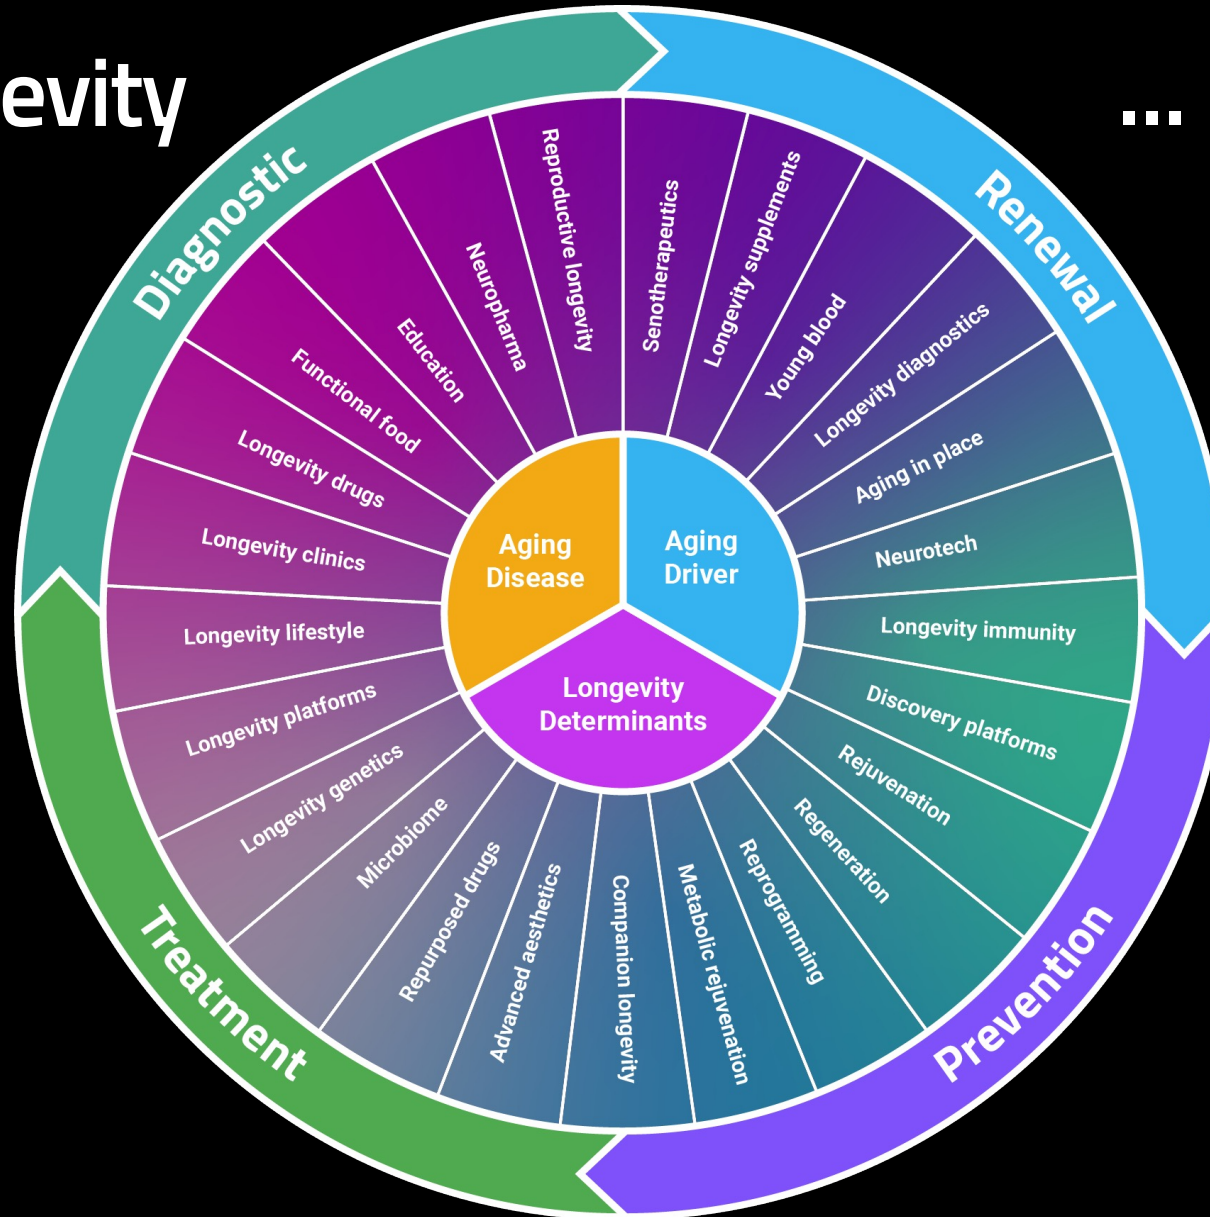 evity
...
Diagnostic
Renewal
Prevention
Treatment
Senotherapeutics
Longevity supplements
Young blood
Longevity diagnostics
Aging in place
Neurotech
Longevity immunity
Discovery platforms
Rejuvenation
Regeneration
Reprogramming
Metabolic rejuvenation
Companion longevity
Advanced aesthetics
Repurposed drugs
Microbiome
Longevity genetics
Longevity platforms
Longevity lifestyle
Longevity clinics
Longevity drugs
Functional food
Education
Neuropharma
Reproductive longevity
Aging
Disease
Aging
Driver
Longevity
Determinants